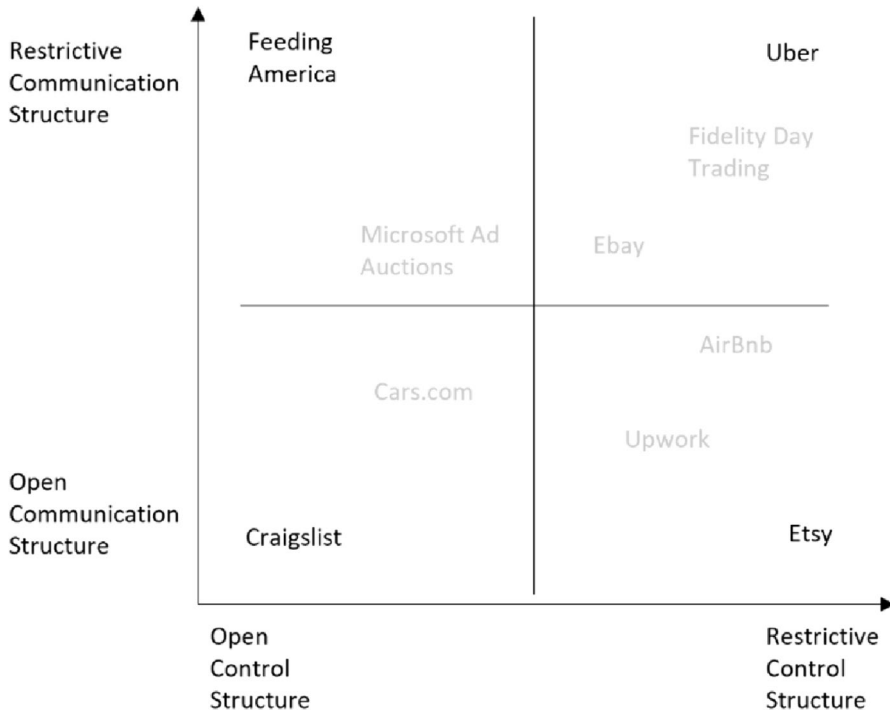 Restrictive
Communication
Structure
Feeding
America
Uber
Fidelity Day
Trading
Microsoft Ad
Auctions
Ebay
AirBnb
Cars.com
Upwork
Open
Communication
Structure
Craigslist
Etsy
Open
Control
Structure
Restrictive
Control
Structure